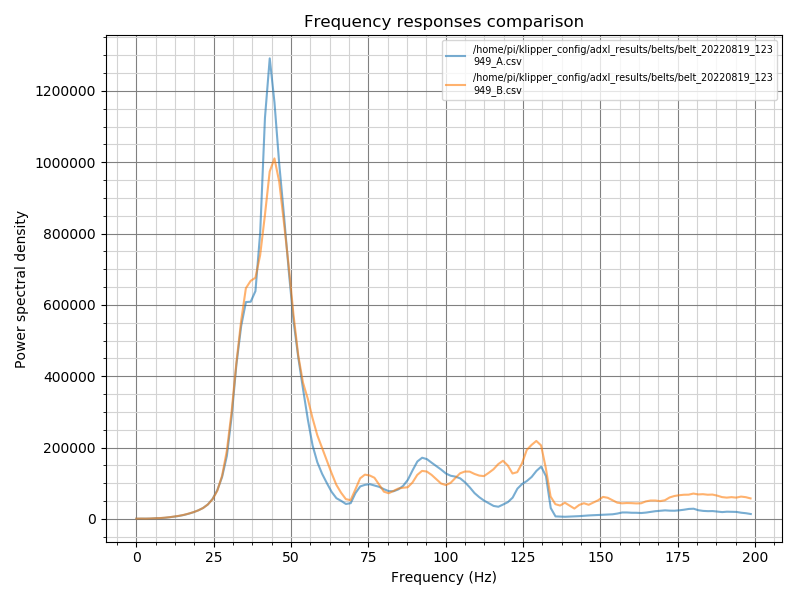 Frequency responses comparison
/home/pi/klipper_config/adxl_results/belts/belt_20220819_123
949_A.csv
/home/pi/klipper_config/adxl_results/belts/belt_20220819_123
949_B.csv
Power spectral density
1200000
1000000
800000
600000
400000
200000
0
0 25 50 75 100 125 150 175 200
Frequency (Hz)